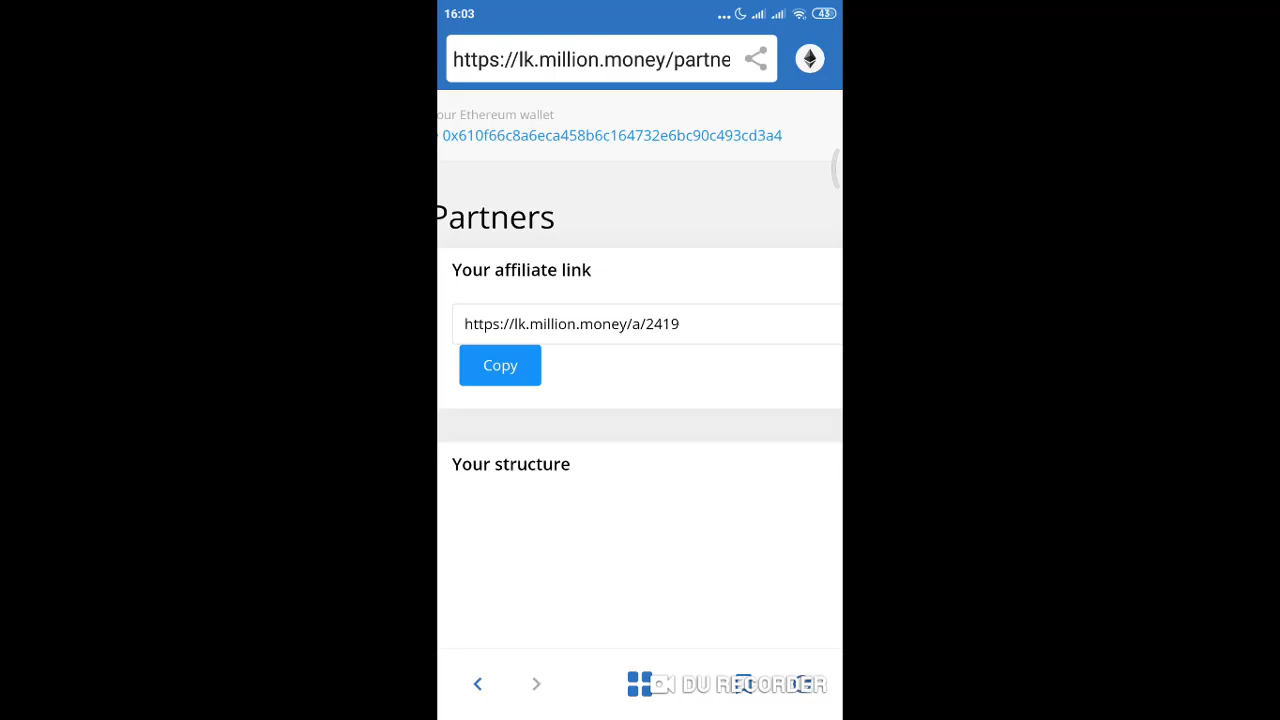 16:03
43
https://lk.million.money/partne
our Ethereum wallet
0x610f66c8a6eca458b6c164732e6bc90c493cd3a4
Partners
Your affiliate link
https://lk.million.money/a/2419
Copy
Your structure
DU RECORDER